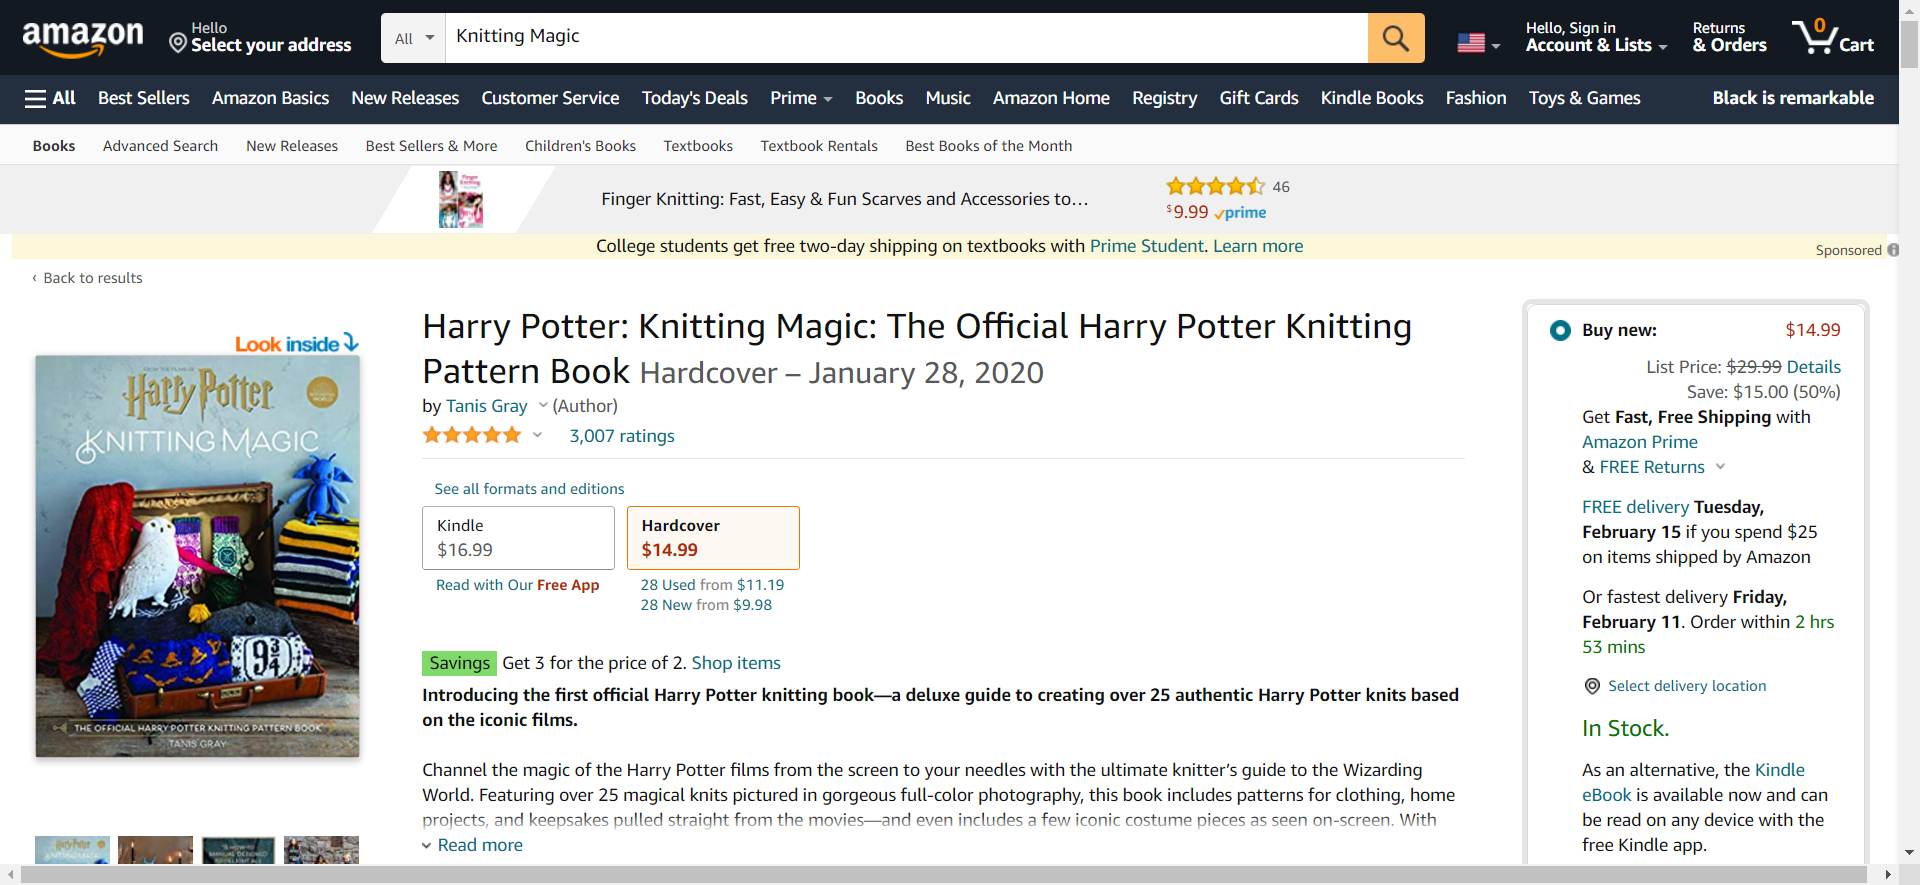 amazon
Hello
Select your address
All
Knitting Magic
Hello, Sign in
Account & Lists
Returns
& Orders
0
Cart
All
Best Sellers
Amazon Basics
New Releases
Customer Service
Today's Deals
Prime
Books
Music
Amazon Home
Registry
Gift Cards
Kindle Books
Fashion
Toys & Games
Black is remarkable
Books
Advanced Search
New Releases
Best Sellers & More
Children's Books
Textbooks
Textbook Rentals
Best Books of the Month
Finger Knitting: Fast, Easy & Fun Scarves and Accessories to…
46
$9.99 prime
College students get free two-day shipping on textbooks with Prime Student. Learn more
Sponsored
‹ Back to results
Look inside
Harry Potter
KNITTING MAGIC
9¾
THE OFFICIAL HARRY POTTER KNITTING PATTERN BOOK
TANIS GRAY
Harry Potter: Knitting Magic: The Official Harry Potter Knitting
Pattern Book Hardcover – January 28, 2020
by Tanis Gray (Author)
3,007 ratings
See all formats and editions
Kindle
$16.99
Read with Our Free App
Hardcover
$14.99
28 Used from $11.19
28 New from $9.98
Savings Get 3 for the price of 2. Shop items
Introducing the first official Harry Potter knitting book—a deluxe guide to creating over 25 authentic Harry Potter knits based
on the iconic films.
Channel the magic of the Harry Potter films from the screen to your needles with the ultimate knitter’s guide to the Wizarding
World. Featuring over 25 magical knits pictured in gorgeous full-color photography, this book includes patterns for clothing, home
projects, and keepsakes pulled straight from the movies—and even includes a few iconic costume pieces as seen on-screen. With
Read more
Buy new:
$14.99
List Price: $29.99 Details
Save: $15.00 (50%)
Get Fast, Free Shipping with
Amazon Prime
& FREE Returns
FREE delivery Tuesday,
February 15 if you spend $25
on items shipped by Amazon
Or fastest delivery Friday,
February 11. Order within 2 hrs
53 mins
Select delivery location
In Stock.
As an alternative, the Kindle
eBook is available now and can
be read on any device with the
free Kindle app.